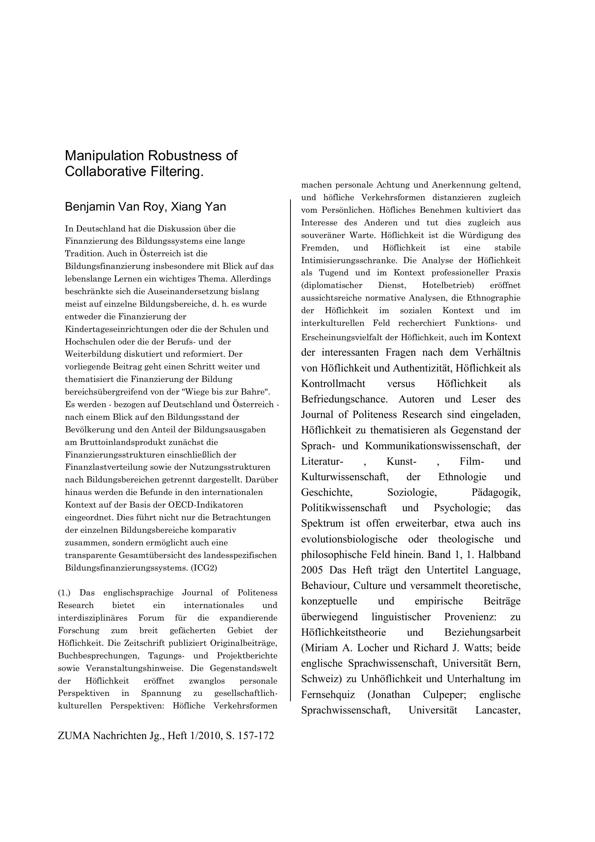 Manipulation Robustness of
Collaborative Filtering.
Benjamin Van Roy, Xiang Yan
In Deutschland hat die Diskussion über die
Finanzierung des Bildungssystems eine lange
Tradition. Auch in Österreich ist die
Bildungsfinanzierung insbesondere mit Blick auf das
lebenslange Lernen ein wichtiges Thema. Allerdings
beschränkte sich die Auseinandersetzung bislang
meist auf einzelne Bildungsbereiche, d. h. es wurde
entweder die Finanzierung der
Kindertageseinrichtungen oder die der Schulen und
Hochschulen oder die der Berufs- und der
Weiterbildung diskutiert und reformiert. Der
vorliegende Beitrag geht einen Schritt weiter und
thematisiert die Finanzierung der Bildung
bereichsübergreifend von der "Wiege bis zur Bahre".
Es werden - bezogen auf Deutschland und Österreich -
nach einem Blick auf den Bildungsstand der
Bevölkerung und den Anteil der Bildungsausgaben
am Bruttoinlandsprodukt zunächst die
Finanzierungsstrukturen einschließlich der
Finanzlastverteilung sowie der Nutzungsstrukturen
nach Bildungsbereichen getrennt dargestellt. Darüber
hinaus werden die Befunde in den internationalen
Kontext auf der Basis der OECD-Indikatoren
eingeordnet. Dies führt nicht nur die Betrachtungen
der einzelnen Bildungsbereiche komparativ
zusammen, sondern ermöglicht auch eine
transparente Gesamtübersicht des landesspezifischen
Bildungsfinanzierungssystems. (ICG2)
(1.) Das englischsprachige Journal of Politeness
Research bietet ein internationales und
interdisziplinäres Forum für die expandierende
Forschung zum breit gefächerten Gebiet der
Höflichkeit. Die Zeitschrift publiziert Originalbeiträge,
Buchbesprechungen, Tagungs- und Projektberichte
sowie Veranstaltungshinweise. Die Gegenstandswelt
der Höflichkeit eröffnet zwanglos personale
Perspektiven in Spannung zu gesellschaftlich-
kulturellen Perspektiven: Höfliche Verkehrsformen
machen personale Achtung und Anerkennung geltend,
und höfliche Verkehrsformen distanzieren zugleich
vom Persönlichen. Höfliches Benehmen kultiviert das
Interesse des Anderen und tut dies zugleich aus
souveräner Warte. Höflichkeit ist die Würdigung des
Fremden, und Höflichkeit ist eine stabile
Intimisierungsschranke. Die Analyse der Höflichkeit
als Tugend und im Kontext professioneller Praxis
(diplomatischer Dienst, Hotelbetrieb) eröffnet
aussichtsreiche normative Analysen, die Ethnographie
der Höflichkeit im sozialen Kontext und im
interkulturellen Feld recherchiert Funktions- und
Erscheinungsvielfalt der Höflichkeit, auch im Kontext
der interessanten Fragen nach dem Verhältnis
von Höflichkeit und Authentizität, Höflichkeit als
Kontrollmacht versus Höflichkeit als
Befriedungschance. Autoren und Leser des
Journal of Politeness Research sind eingeladen,
Höflichkeit zu thematisieren als Gegenstand der
Sprach- und Kommunikationswissenschaft, der
Literatur- , Kunst- , Film- und
Kulturwissenschaft, der Ethnologie und
Geschichte, Soziologie, Pädagogik,
Politikwissenschaft und Psychologie; das
Spektrum ist offen erweiterbar, etwa auch ins
evolutionsbiologische oder theologische und
philosophische Feld hinein. Band 1, 1. Halbband
2005 Das Heft trägt den Untertitel Language,
Behaviour, Culture und versammelt theoretische,
konzeptuelle und empirische Beiträge
überwiegend linguistischer Provenienz: zu
Höflichkeitstheorie und Beziehungsarbeit
(Miriam A. Locher und Richard J. Watts; beide
englische Sprachwissenschaft, Universität Bern,
Schweiz) zu Unhöflichkeit und Unterhaltung im
Fernsehquiz (Jonathan Culpeper; englische
Sprachwissenschaft, Universität Lancaster,
ZUMA Nachrichten Jg., Heft 1/2010, S. 157-172